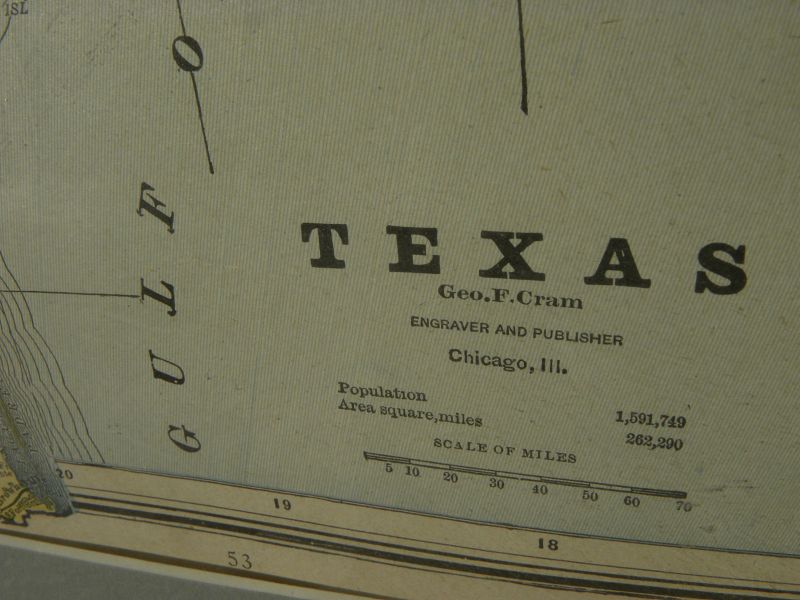 ISL
GULF O
TEXAS
Geo.F.Cram
ENGRAVER AND PUBLISHER
Chicago, Ill.
Population 1,591,749
Area square,miles 262,290
SCALE OF MILES
5 10 20 30 40 50 60 70
20 19 18
53